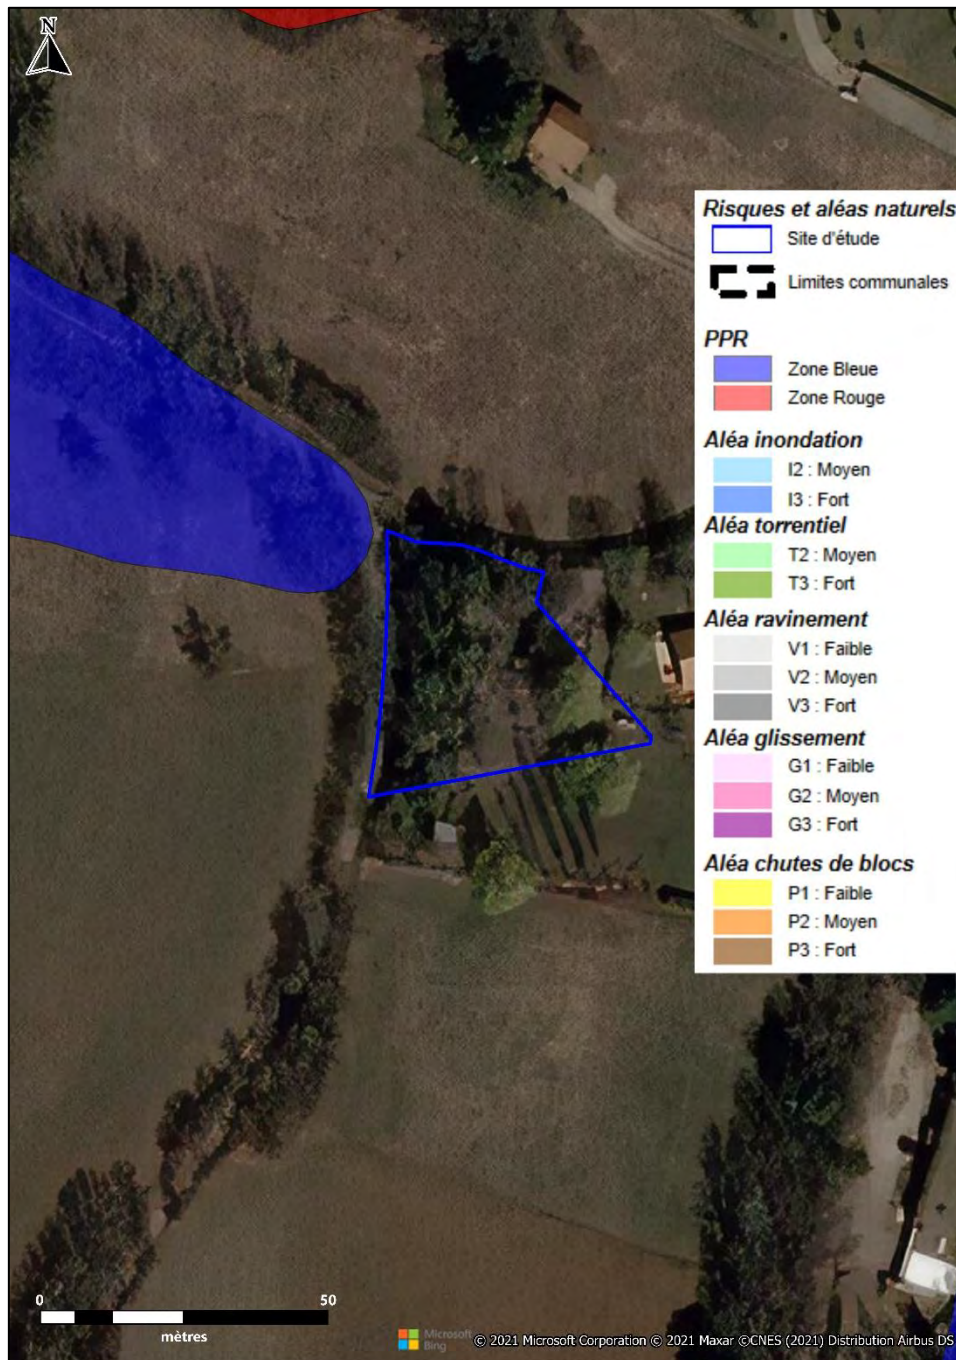 N
Risques et aléas naturels
Site d'étude
Limites communales
PPR
Zone Bleue
Zone Rouge
Aléa inondation
I2 : Moyen
I3 : Fort
Aléa torrentiel
T2 : Moyen
T3 : Fort
Aléa ravinement
V1 : Faible
V2 : Moyen
V3 : Fort
Aléa glissement
G1 : Faible
G2 : Moyen
G3 : Fort
Aléa chutes de blocs
P1 : Faible
P2 : Moyen
P3 : Fort
0 50
mètres
Microsoft
Bing
© 2021 Microsoft Corporation © 2021 Maxar ©CNES (2021) Distribution Airbus DS